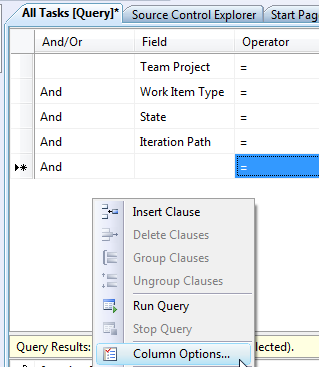 All Tasks [Query]* Source Control Explorer Start Pag
And/Or Field Operator
Team Project =
And Work Item Type =
And State =
And Iteration Path =
And =
Insert Clause
Delete Clauses
Group Clauses
Ungroup Clauses
Run Query
Stop Query
Query Results: lected).
Column Options...